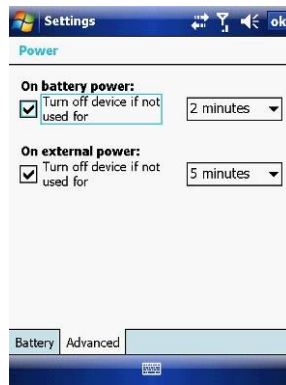 Settings
ok
Power
On battery power:
Turn off device if not
used for
2 minutes
On external power:
Turn off device if not
used for
5 minutes
Battery Advanced